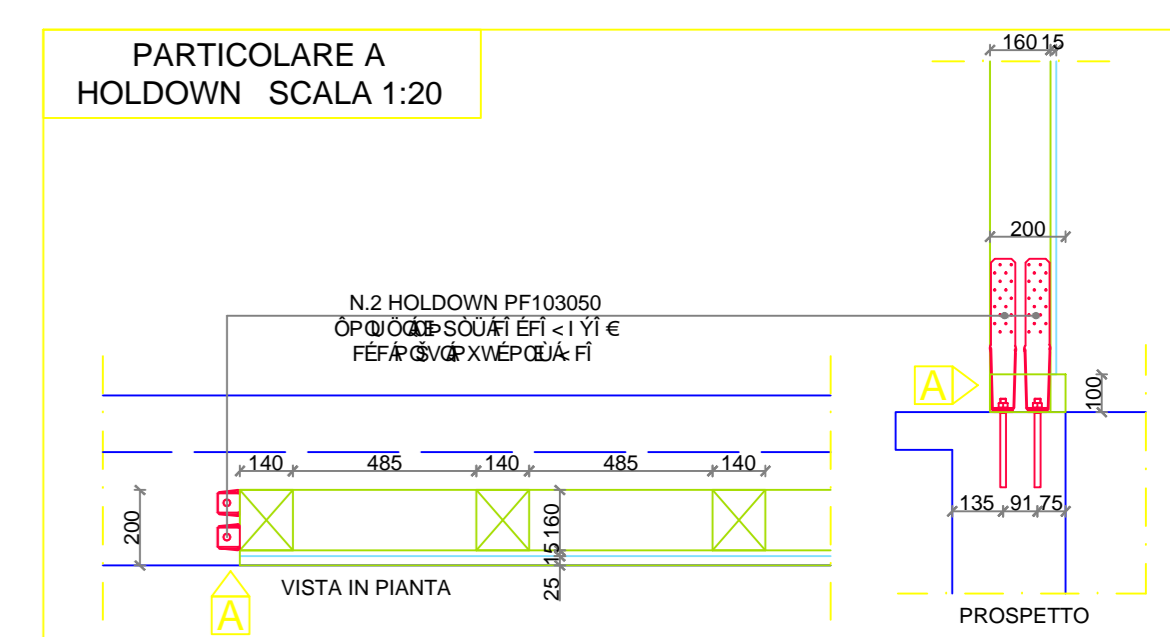 PARTICOLARE A
HOLDOWN SCALA 1:20
160 15
200
N.2 HOLDOWN PF103050
A
100
140 485 140 485 140
200
160
15
25
135 91 75
VISTA IN PIANTA
A
PROSPETTO